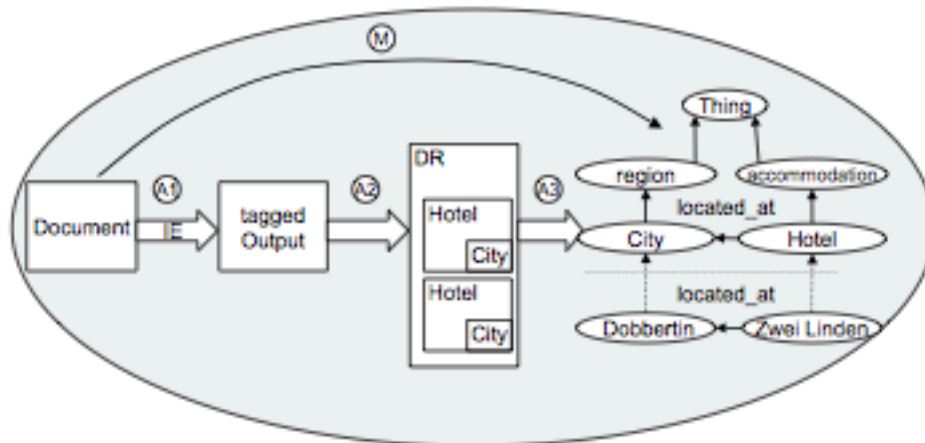 M
Thing
DR
A1
A2
A3
region
accommodation
Document
IE
tagged
Output
Hotel
City
located_at
City
Hotel
Hotel
City
located_at
Dobbertin
Zwei Linden